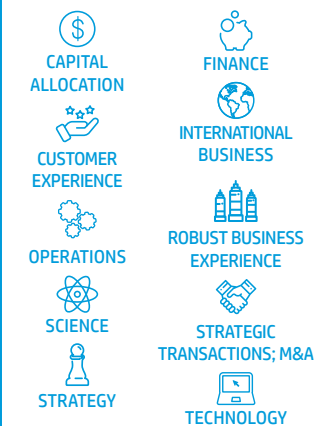 $
CAPITAL
ALLOCATION
CUSTOMER
EXPERIENCE
OPERATIONS
SCIENCE
STRATEGY
FINANCE
INTERNATIONAL
BUSINESS
ROBUST BUSINESS
EXPERIENCE
STRATEGIC
TRANSACTIONS; M&A
TECHNOLOGY